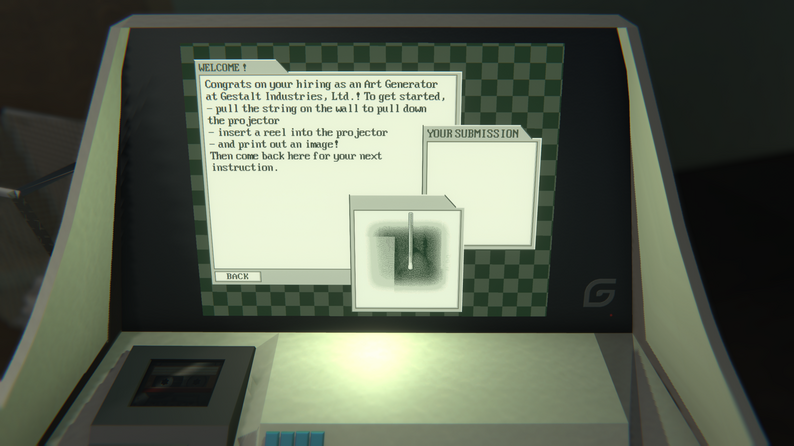 WELCOME!
Congrats on your hiring as an Art Generator
at Gestalt Industries, Ltd.! To get started,
- pull the string on the wall to pull down
the projector
- insert a reel into the projector
- and print out an image!
Then come back here for your next
instruction.
YOUR SUBMISSION
BACK
G